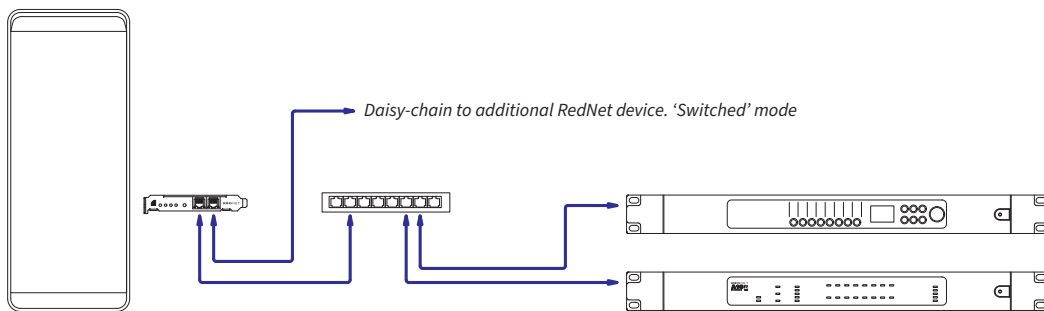 Daisy-chain to additional RedNet device. ‘Switched’ mode